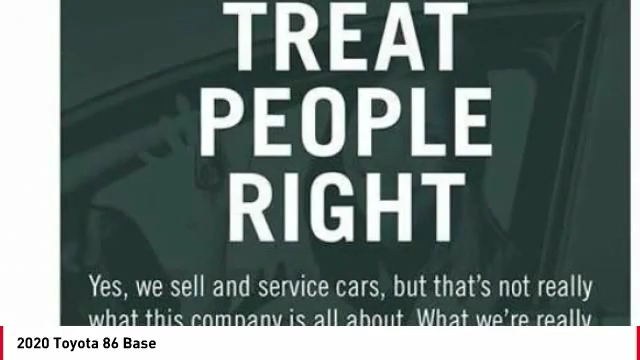 TREAT
PEOPLE
RIGHT
Yes, we sell and service cars, but that's not really
what this company is all about. What we're really
2020 Toyota 86 Base